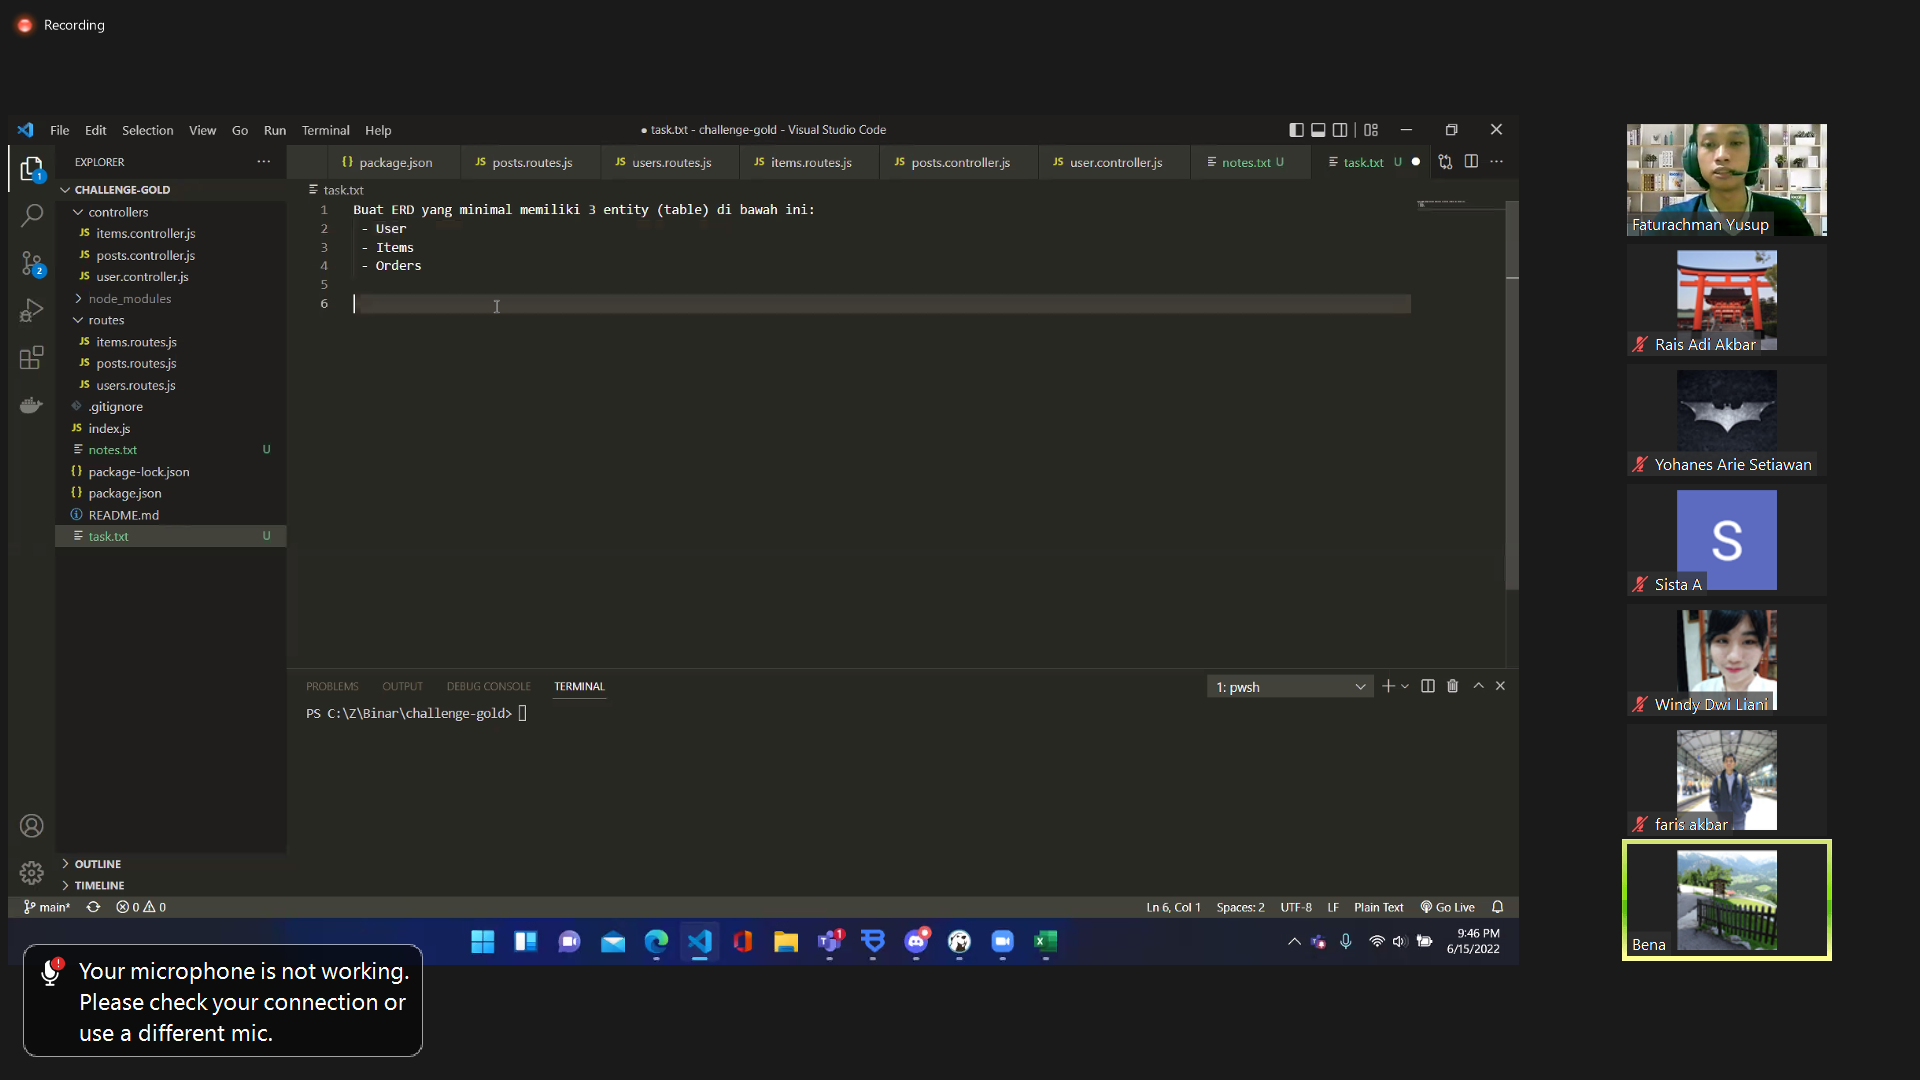 Recording
File Edit Selection View Go Run Terminal Help
● task.txt - challenge-gold - Visual Studio Code
EXPLORER
package.json
posts.routes.js
users.routes.js
items.routes.js
posts.controller.js
user.controller.js
notes.txt U
task.txt U
CHALLENGE-GOLD
controllers
JS items.controller.js
JS posts.controller.js
JS user.controller.js
node_modules
routes
JS items.routes.js
JS posts.routes.js
JS users.routes.js
.gitignore
JS index.js
notes.txt U
{} package-lock.json
{} package.json
README.md
task.txt U
OUTLINE
TIMELINE
task.txt
1 Buat ERD yang minimal memiliki 3 entity (table) di bawah ini:
2 - User
3 - Items
4 - Orders
5
6
PROBLEMS OUTPUT DEBUG CONSOLE TERMINAL
1: pwsh
PS C:\Z\Binar\challenge-gold>
main* 0 0
Ln 6, Col 1 Spaces: 2 UTF-8 LF Plain Text Go Live
9:46 PM
6/15/2022
Your microphone is not working.
Please check your connection or
use a different mic.
Faturachman Yusup
Rais Adi Akbar
Yohanes Arie Setiawan
S
Sista A
Windy Dwi Liani
faris akbar
Bena